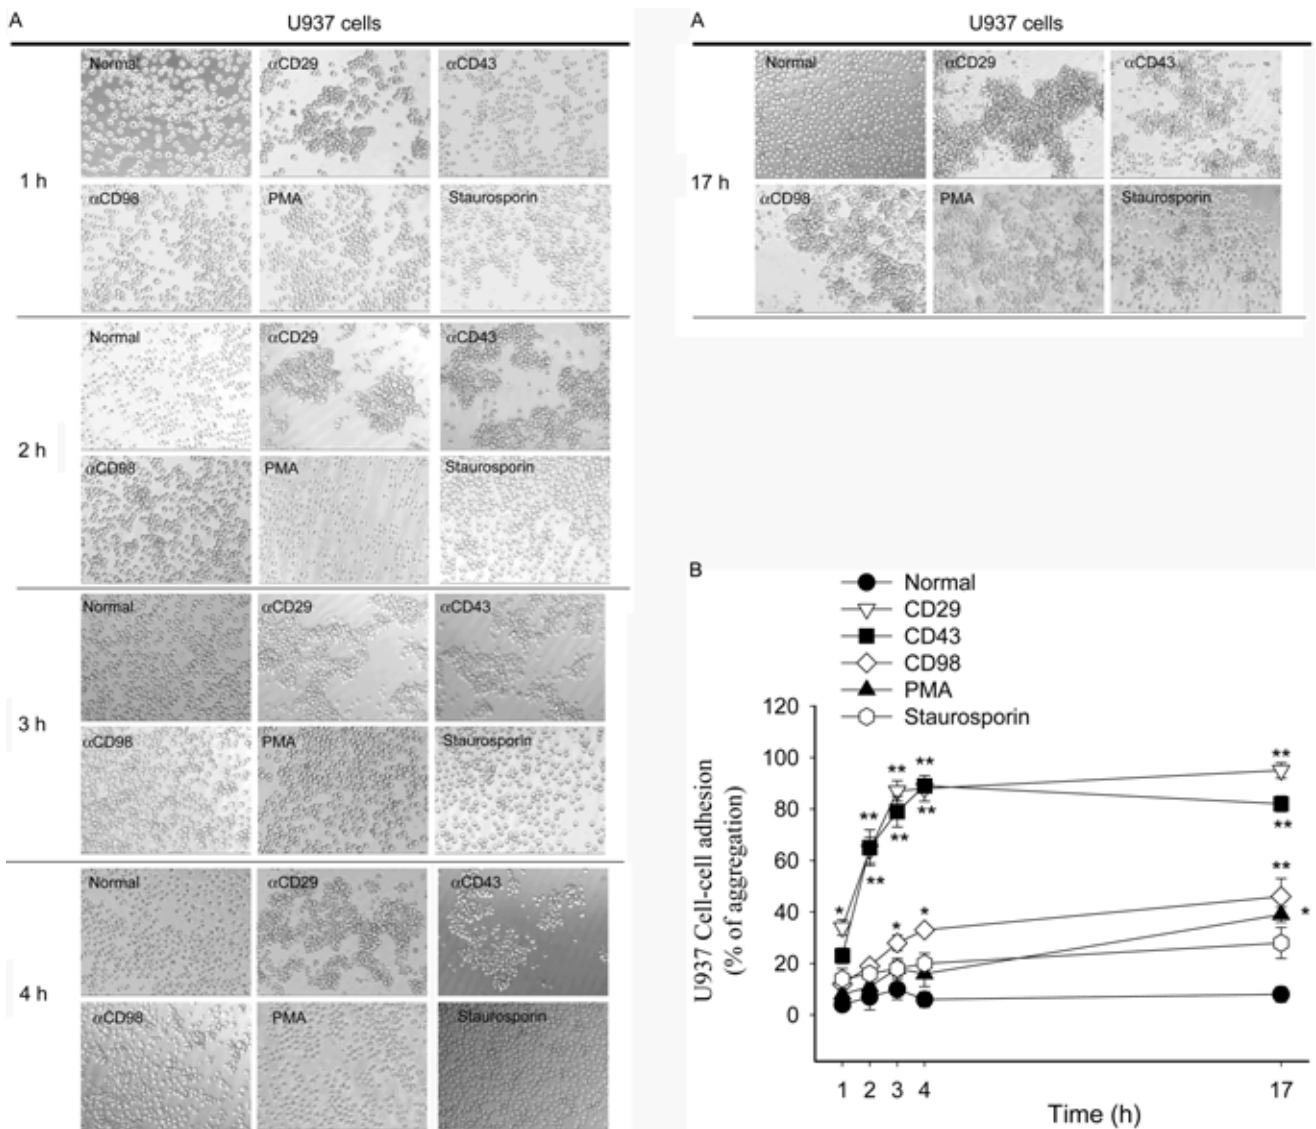 A
U937 cells
Normal
αCD29
αCD43
1 h
αCD98
PMA
Staurosporin
Normal
αCD29
αCD43
2 h
αCD98
PMA
Staurosporin
Normal
αCD29
αCD43
3 h
αCD98
PMA
Staurosporin
Normal
αCD29
αCD43
4 h
αCD98
PMA
Staurosporin
A
U937 cells
Normal
αCD29
αCD43
17 h
αCD98
PMA
Staurosporin
B
Normal
CD29
CD43
CD98
PMA
Staurosporin
U937 Cell-cell adhesion
(% of aggregation)
120
100
80
60
40
20
0
*
**
**
**
**
**
**
*
*
**
**
**
*
1 2 3 4 17
Time (h)